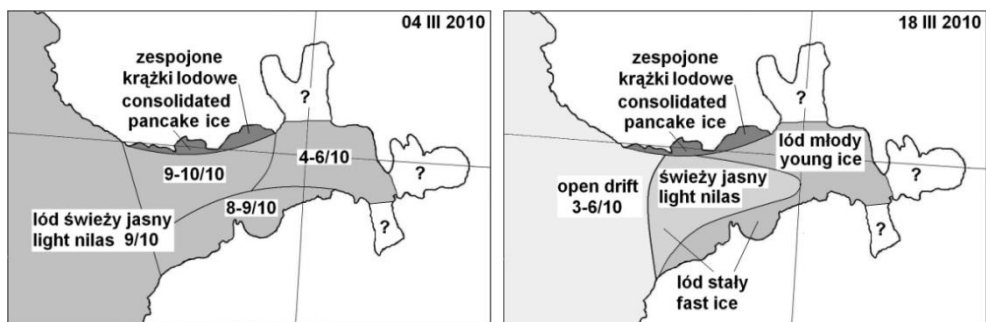 04 III 2010
zespojone
krążki lodowe
consolidated
pancake ice
?
4-6/10
9-10/10
?
8-9/10
lód świeży jasny
light nilas 9/10
?
18 III 2010
zespojone
krążki lodowe
consolidated
pancake ice
?
lód młody
young ice
?
open drift
3-6/10
świeży jasny
light nilas
?
lód stały
fast ice